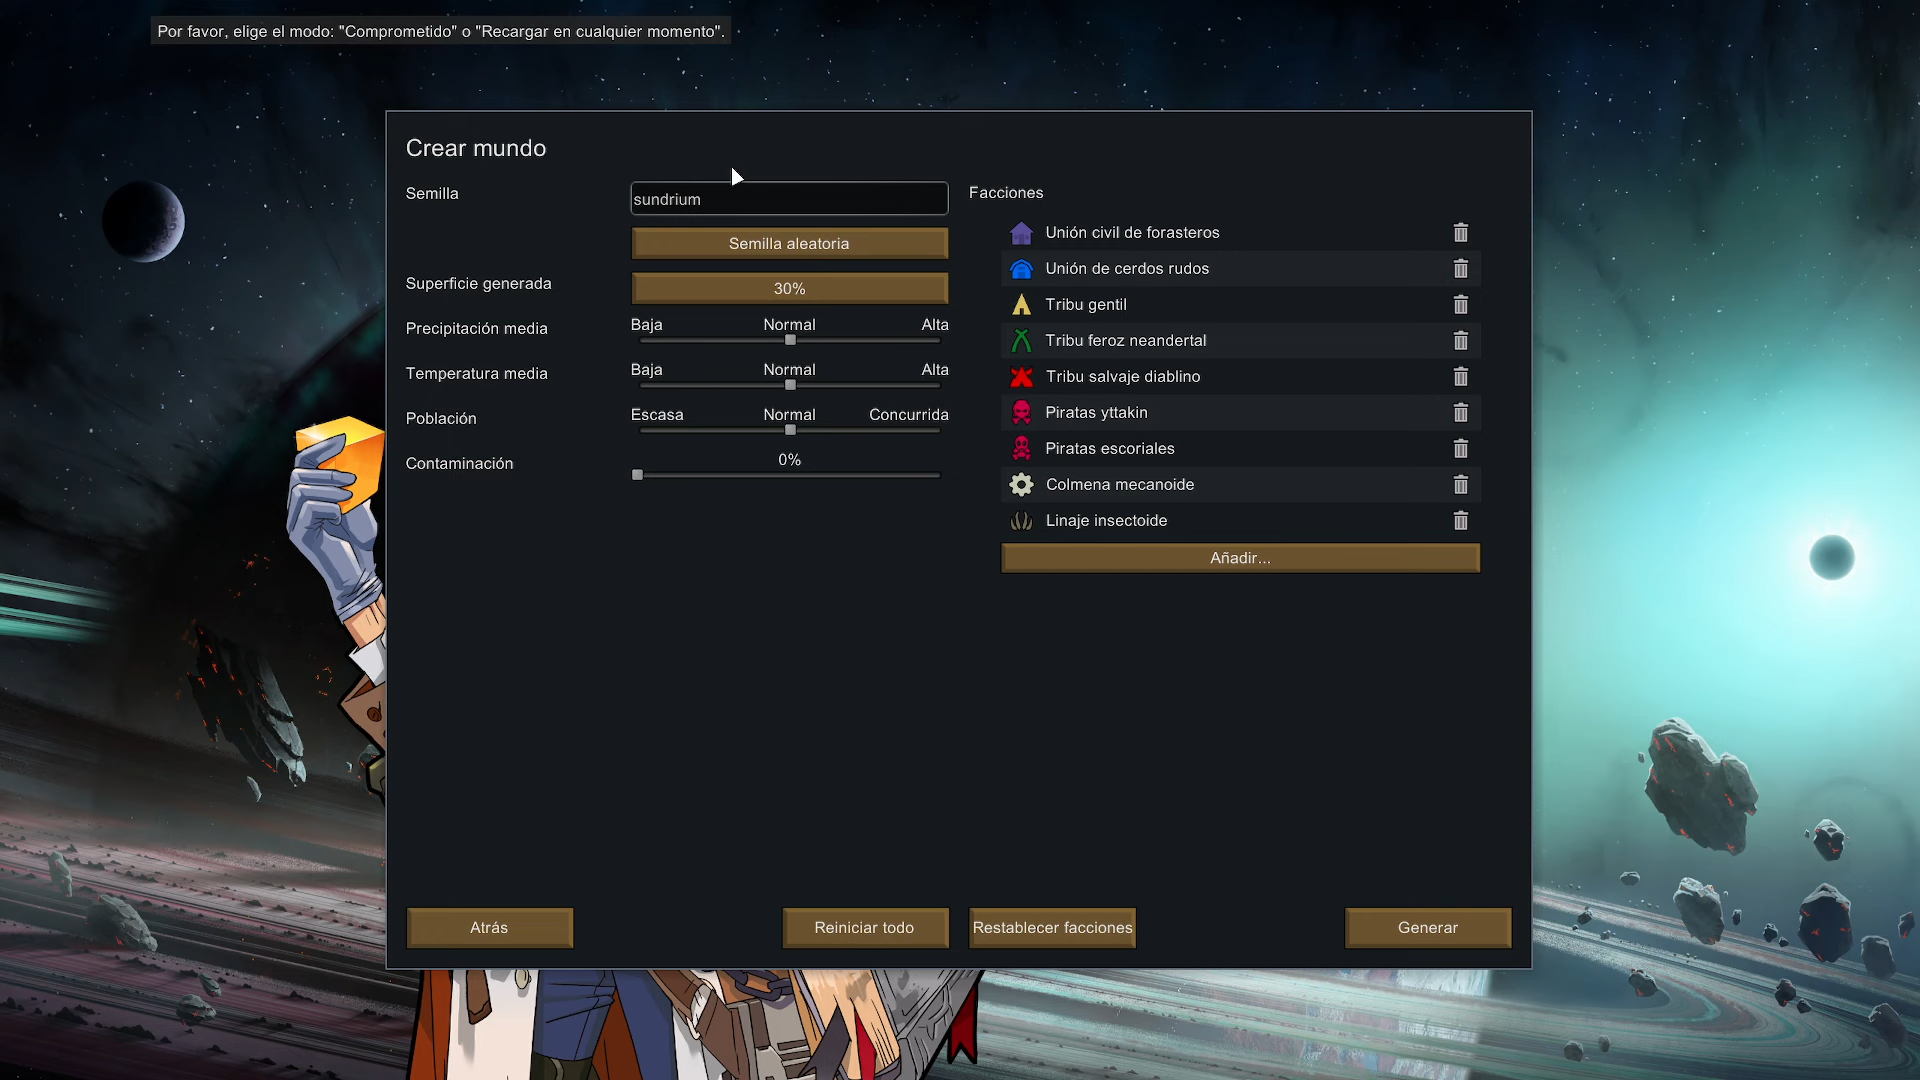 Por favor, elige el modo: "Comprometido" o "Recargar en cualquier momento".
Crear mundo
Semilla
sundrium
Semilla aleatoria
Superficie generada
30%
Precipitación media
Baja Normal Alta
Temperatura media
Baja Normal Alta
Población
Escasa Normal Concurrida
Contaminación
0%
Facciones
Unión civil de forasteros
Unión de cerdos rudos
Tribu gentil
Tribu feroz neandertal
Tribu salvaje diablino
Piratas yttakin
Piratas escoriales
Colmena mecanoide
Linaje insectoide
Añadir...
Atrás
Reiniciar todo
Restablecer facciones
Generar